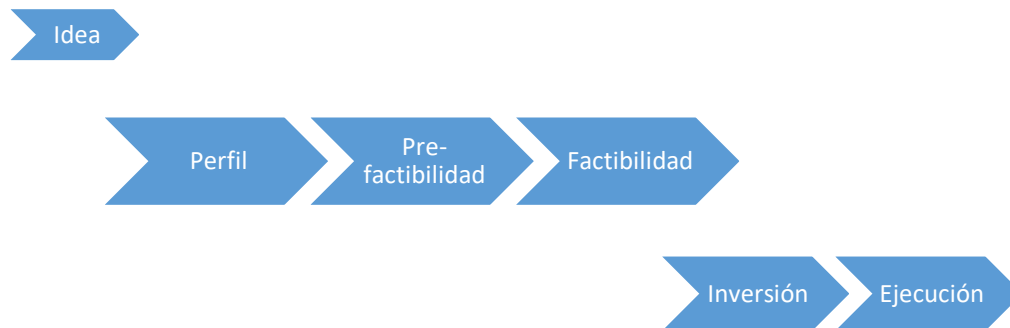 Idea
Perfil
Pre-
factibilidad
Factibilidad
Inversión
Ejecución